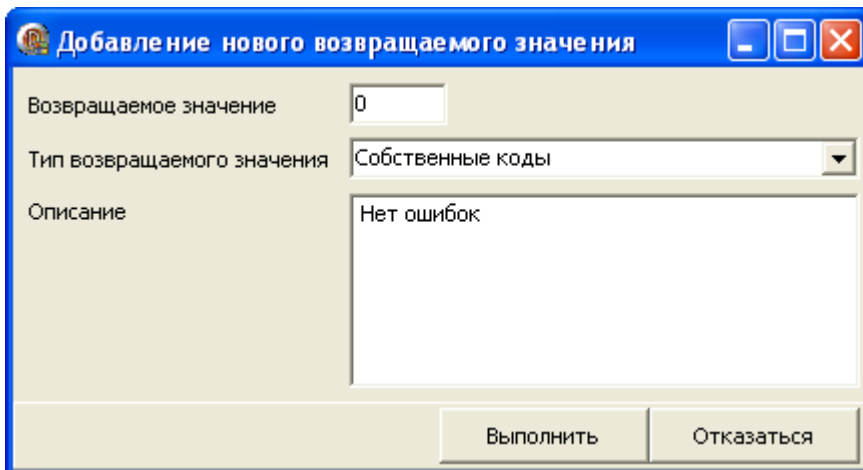 Добавление нового возвращаемого значения
Возвращаемое значение 0
Тип возвращаемого значения Собственные коды
Описание Нет ошибок
Выполнить Отказаться